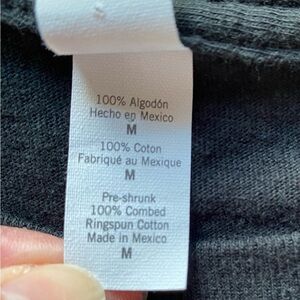 100% Algodón
Hecho en Mexico
M
100% Coton
Fabriqué au Mexique
M
Pre-shrunk
100% Combed
Ringspun Cotton
Made in Mexico
M